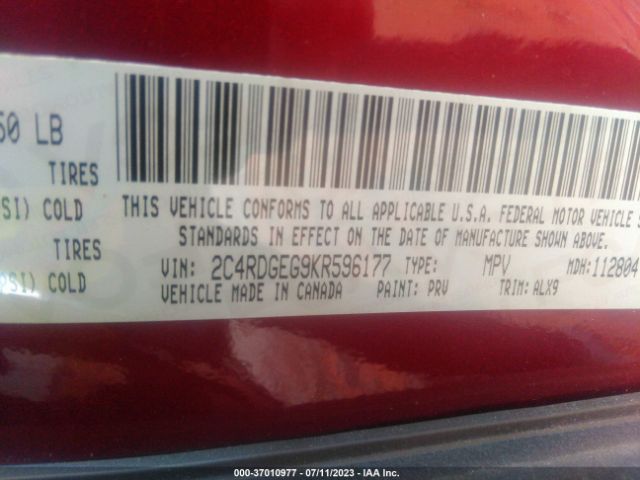 50 LB
TIRES
SI) COLD
TIRES
PSI) COLD
THIS VEHICLE CONFORMS TO ALL APPLICABLE U.S.A. FEDERAL MOTOR VEHICLE S
STANDARDS IN EFFECT ON THE DATE OF MANUFACTURE SHOWN ABOVE.
VIN: 2C4RDGEG9KR596177 TYPE: MPV MDH:112804
VEHICLE MADE IN CANADA PAINT: PRV TRIM: ALX9
000-37010977 - 07/11/2023 - IAA Inc.